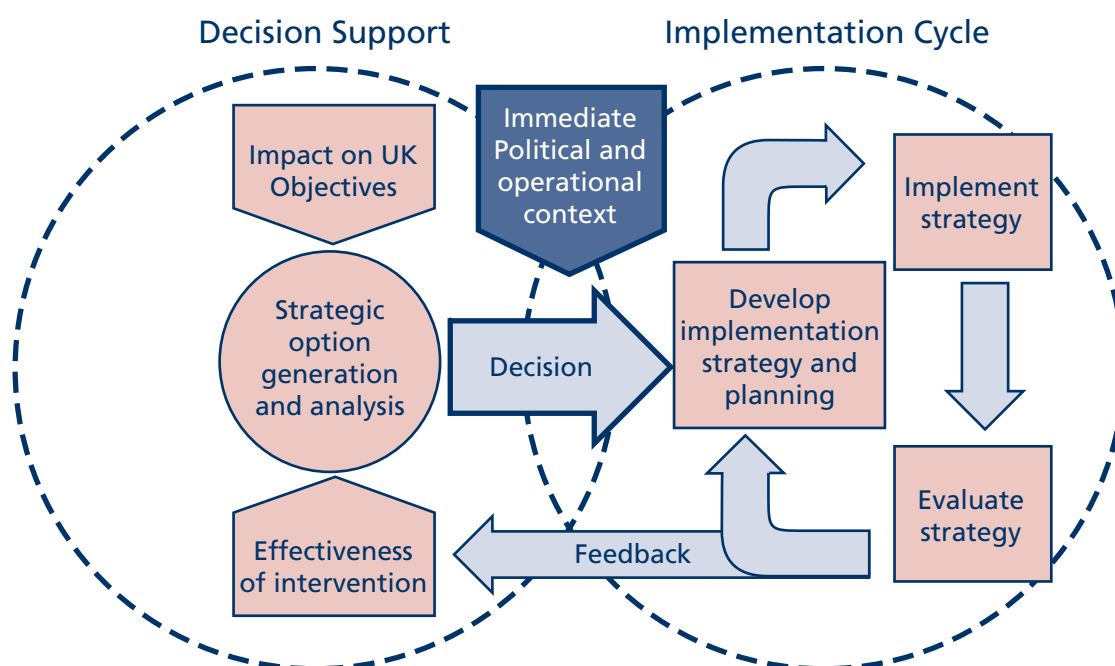 Decision Support
Implementation Cycle
Impact on UK
Objectives
Immediate
Political and
operational
context
Implement
strategy
Strategic
option
generation
and analysis
Decision
Develop
implementation
strategy and
planning
Evaluate
strategy
Effectiveness
of intervention
Feedback